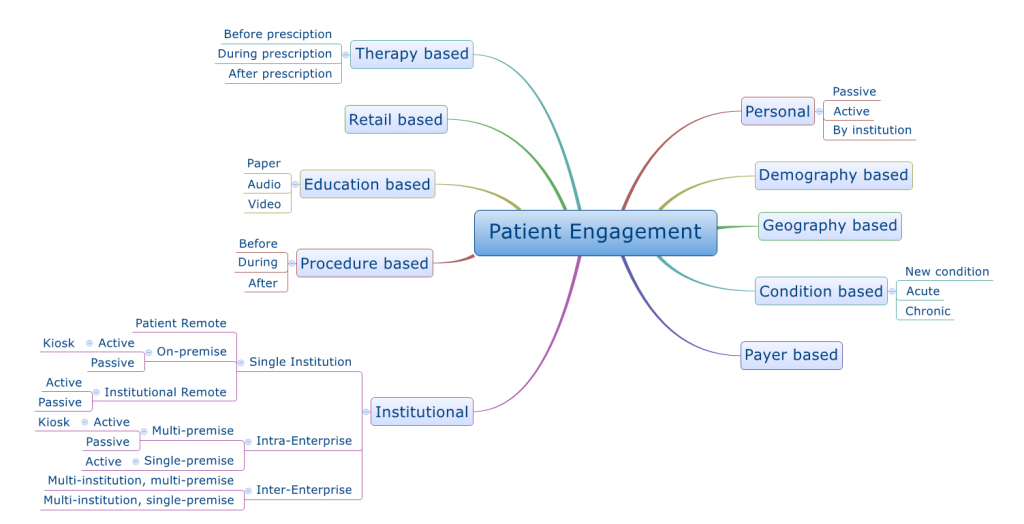 Patient Engagement
Therapy based
Before presciption
During prescription
After prescription
Retail based
Education based
Paper
Audio
Video
Procedure based
Before
During
After
Institutional
Single Institution
Patient Remote
On-premise
Active
Kiosk
Passive
Institutional Remote
Active
Passive
Intra-Enterprise
Multi-premise
Active
Kiosk
Passive
Single-premise
Active
Inter-Enterprise
Multi-institution, multi-premise
Multi-institution, single-premise
Personal
Passive
Active
By institution
Demography based
Geography based
Condition based
New condition
Acute
Chronic
Payer based